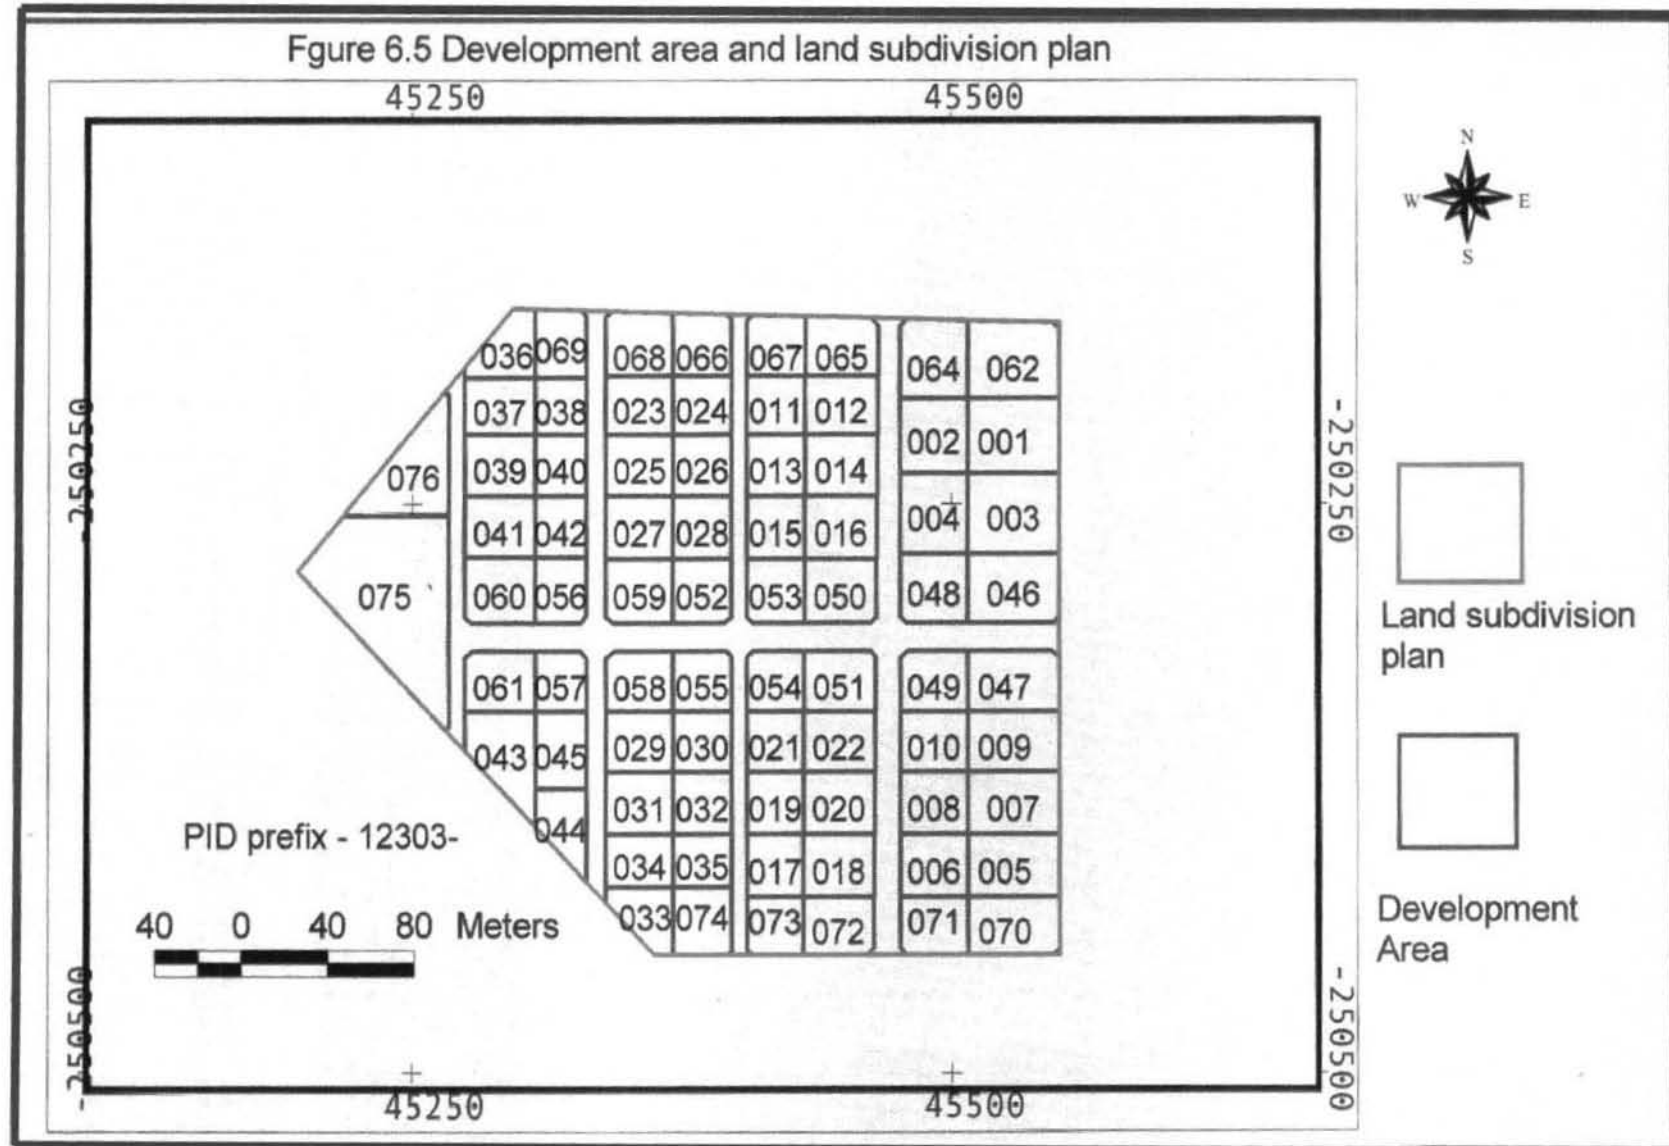 Fgure 6.5 Development area and land subdivision plan
45250 45500
N
W E
S
036 069 068 066 067 065 064 062
037 038 023 024 011 012 002 001
-250250 076 039 040 025 026 013 014 -250250
041 042 027 028 015 016 004 003
075 060 056 059 052 053 050 048 046
Land subdivision
plan
061 057 058 055 054 051 049 047
043 045 029 030 021 022 010 009
044 031 032 019 020 008 007
PID prefix - 12303-
034 035 017 018 006 005
033 074 073 072 071 070
Development
Area
40 0 40 80 Meters
-250500 -250500
45250 45500